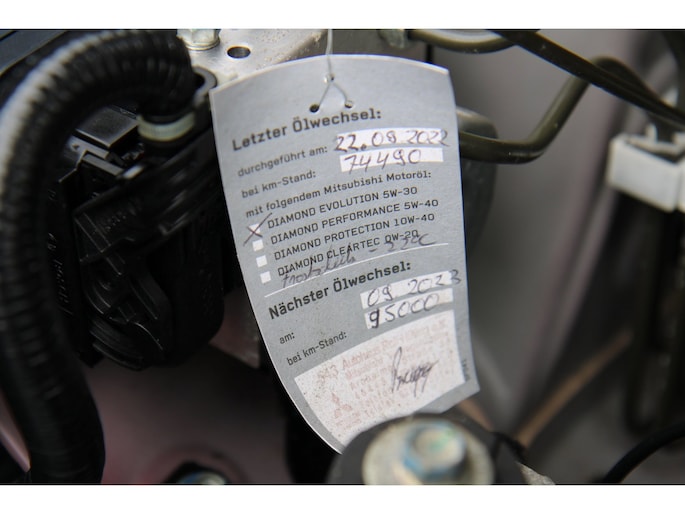 Letzter Ölwechsel:
durchgeführt am: 22.09.2022
bei km-Stand: 74490
mit folgendem Mitsubishi Motoröl:
DIAMOND EVOLUTION 5W-30
DIAMOND PERFORMANCE 5W-40
DIAMOND PROTECTION 10W-40
DIAMOND CLEARTEC 0W-20
Nächster Ölwechsel:
am: 09 2023
bei km-Stand: 95000